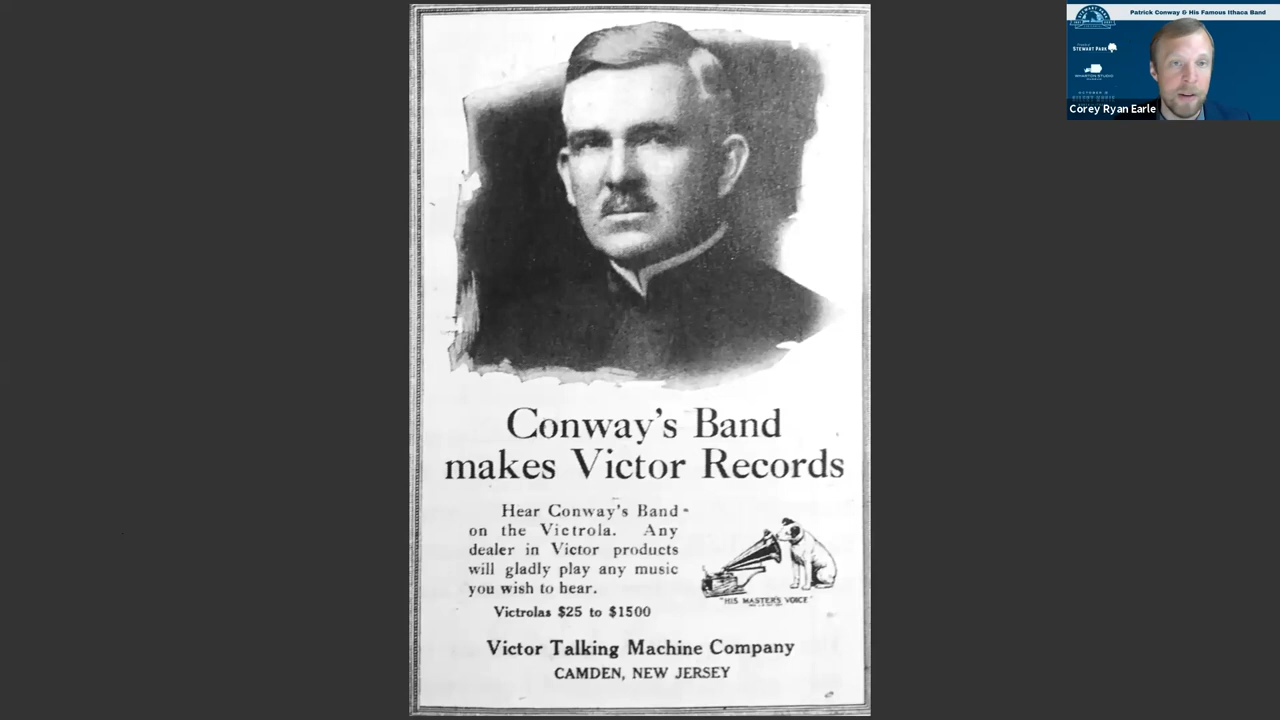 Conway's Band
makes Victor Records
Hear Conway's Band
on the Victrola. Any
dealer in Victor products
will gladly play any music
you wish to hear.
Victrolas $25 to $1500
"HIS MASTER'S VOICE"
Victor Talking Machine Company
CAMDEN, NEW JERSEY
Patrick Conway & His Famous Ithaca Band
STEWART PARK
WHARTON STUDIO
Corey Ryan Earle